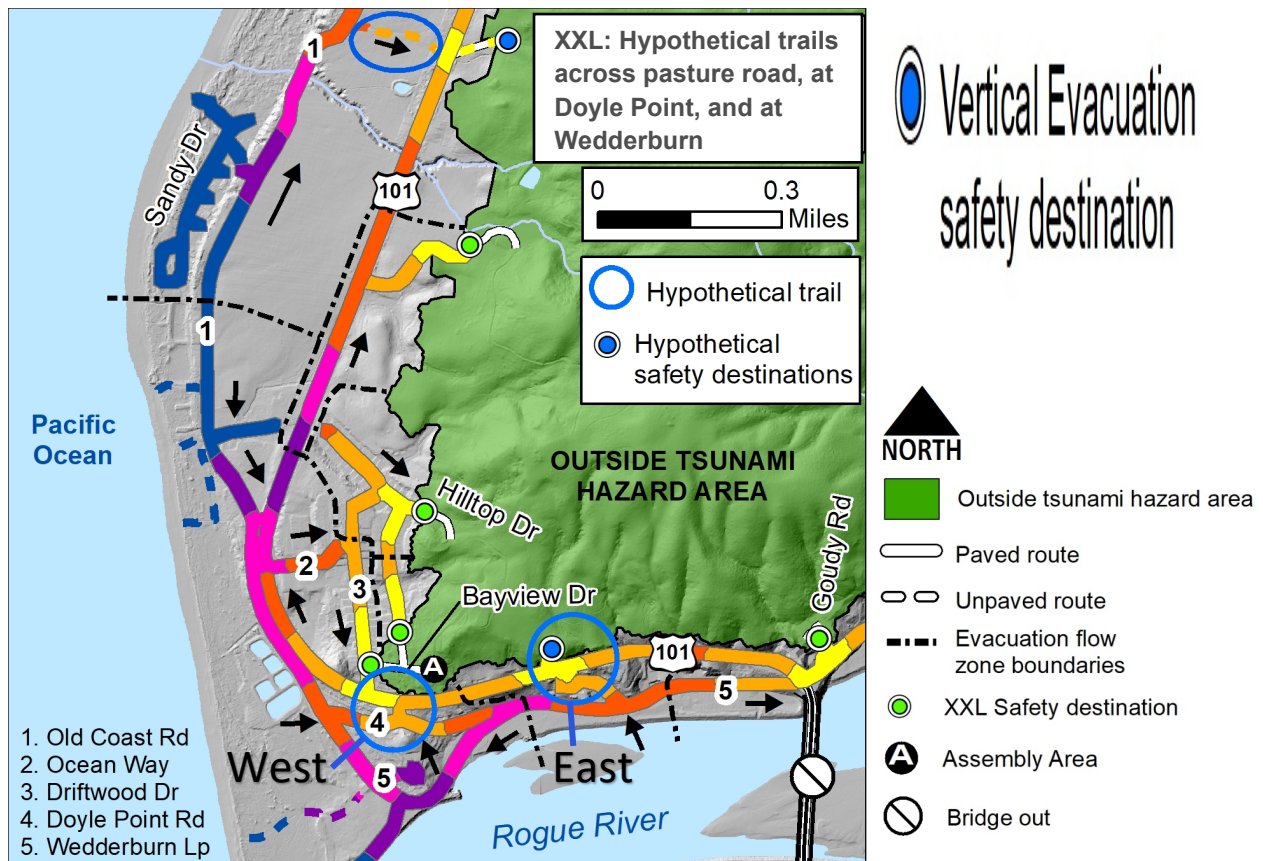 XXL: Hypothetical trails
across pasture road, at
Doyle Point, and at
Wedderburn
0 0.3
Miles
Hypothetical trail
Hypothetical
safety destinations
Vertical Evacuation
safety destination
NORTH
Outside tsunami hazard area
Paved route
Unpaved route
Evacuation flow
zone boundaries
XXL Safety destination
A Assembly Area
Bridge out
1
Sandy Dr
101
1
Pacific
Ocean
OUTSIDE TSUNAMI
HAZARD AREA
Hilltop Dr
Goudy Rd
2
3
Bayview Dr
A
101
5
4
West
East
5
Rogue River
1. Old Coast Rd
2. Ocean Way
3. Driftwood Dr
4. Doyle Point Rd
5. Wedderburn Lp